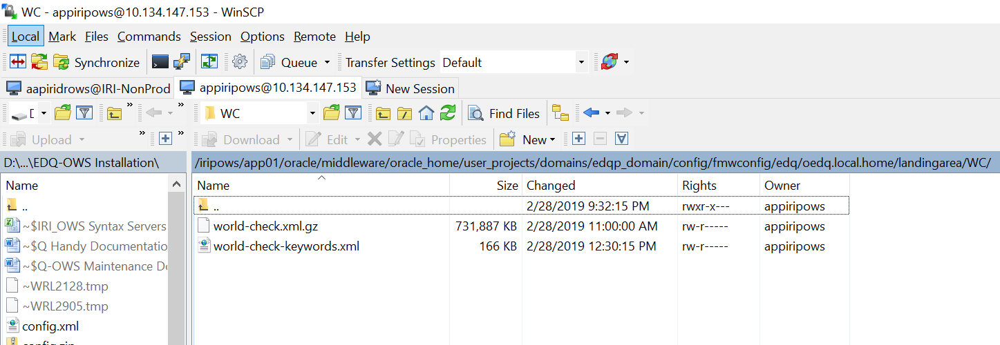 WC - appiripows@10.134.147.153 - WinSCP
Local Mark Files Commands Session Options Remote Help
Synchronize Queue Transfer Settings Default
aapiridrows@IRI-NonProd appiripows@10.134.147.153 New Session
WC Find Files
Upload Download Edit Properties New
D:\...\EDQ-OWS Installation\ /iripows/app01/oracle/middleware/oracle_home/user_projects/domains/edqp_domain/config/fmwconfig/edq/oedq.local.home/landingarea/WC/
Name Name Size Changed Rights Owner
.. .. 2/28/2019 9:32:15 PM rwxr-x--- appiripows
~$IRI_OWS Syntax Servers world-check.xml.gz 731,887 KB 2/28/2019 11:00:00 AM rw-r----- appiripows
~$Q Handy Documentatio world-check-keywords.xml 166 KB 2/28/2019 12:30:15 PM rw-r----- appiripows
~$Q-OWS Maintenance D
~WRL2128.tmp
~WRL2905.tmp
config.xml
config.zip